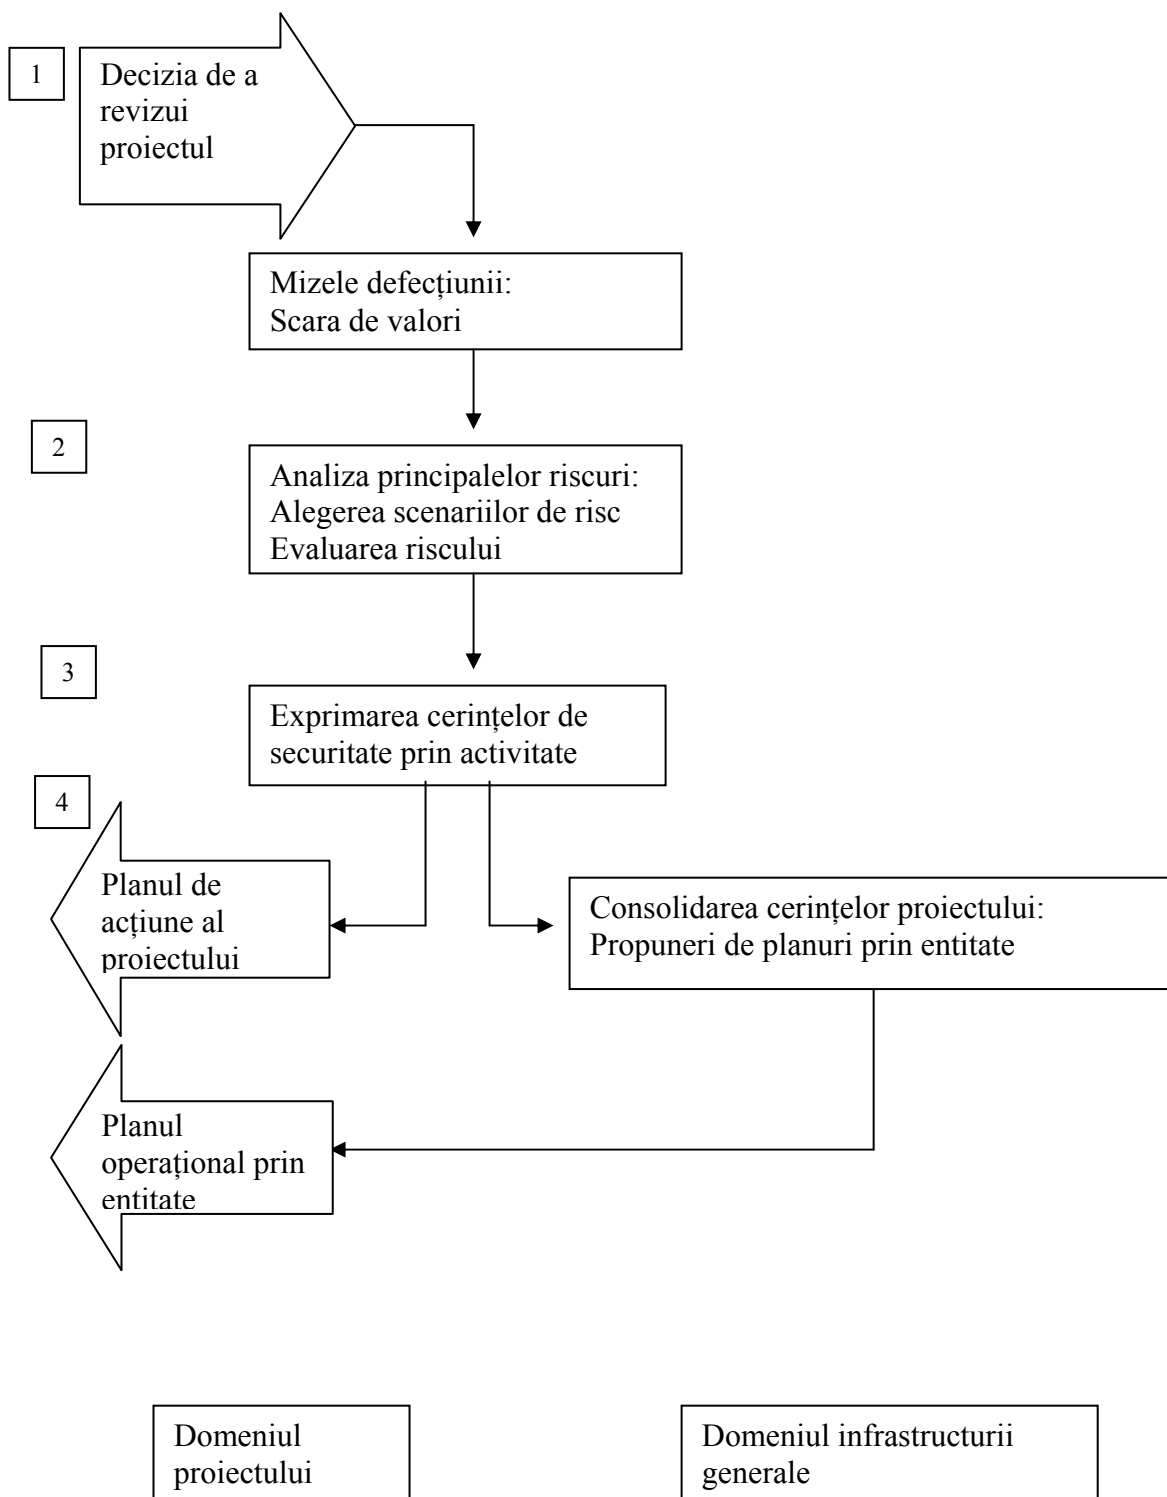 1
Decizia de a
revizui
proiectul
Mizele defecțiunii:
Scara de valori
2
Analiza principalelor riscuri:
Alegerea scenariilor de risc
Evaluarea riscului
3
Exprimarea cerințelor de
securitate prin activitate
4
Planul de
acțiune al
proiectului
Consolidarea cerințelor proiectului:
Propuneri de planuri prin entitate
Planul
operațional prin
entitate
Domeniul
proiectului
Domeniul infrastructurii
generale